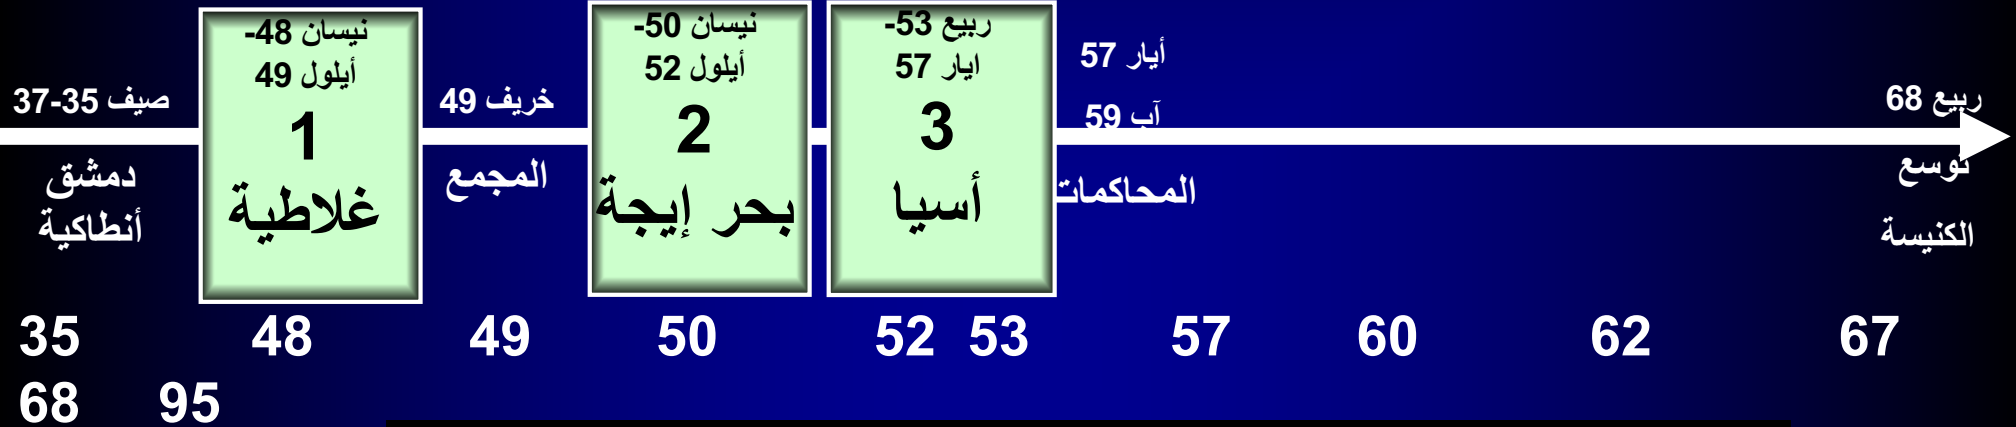 صيف 35-37
دمشق
أنطاكية
نيسان 48-
أيلول 49
1
غلاطية
خريف 49
المجمع
نيسان 50-
أيلول 52
2
بحر إيجة
ربيع 53-
ايار 57
3
أسيا
أيار 57
آب 59
المحاكمات
ربيع 68
توسع
الكنيسة
35 48 49 50 52 53 57 60 62 67
68 95